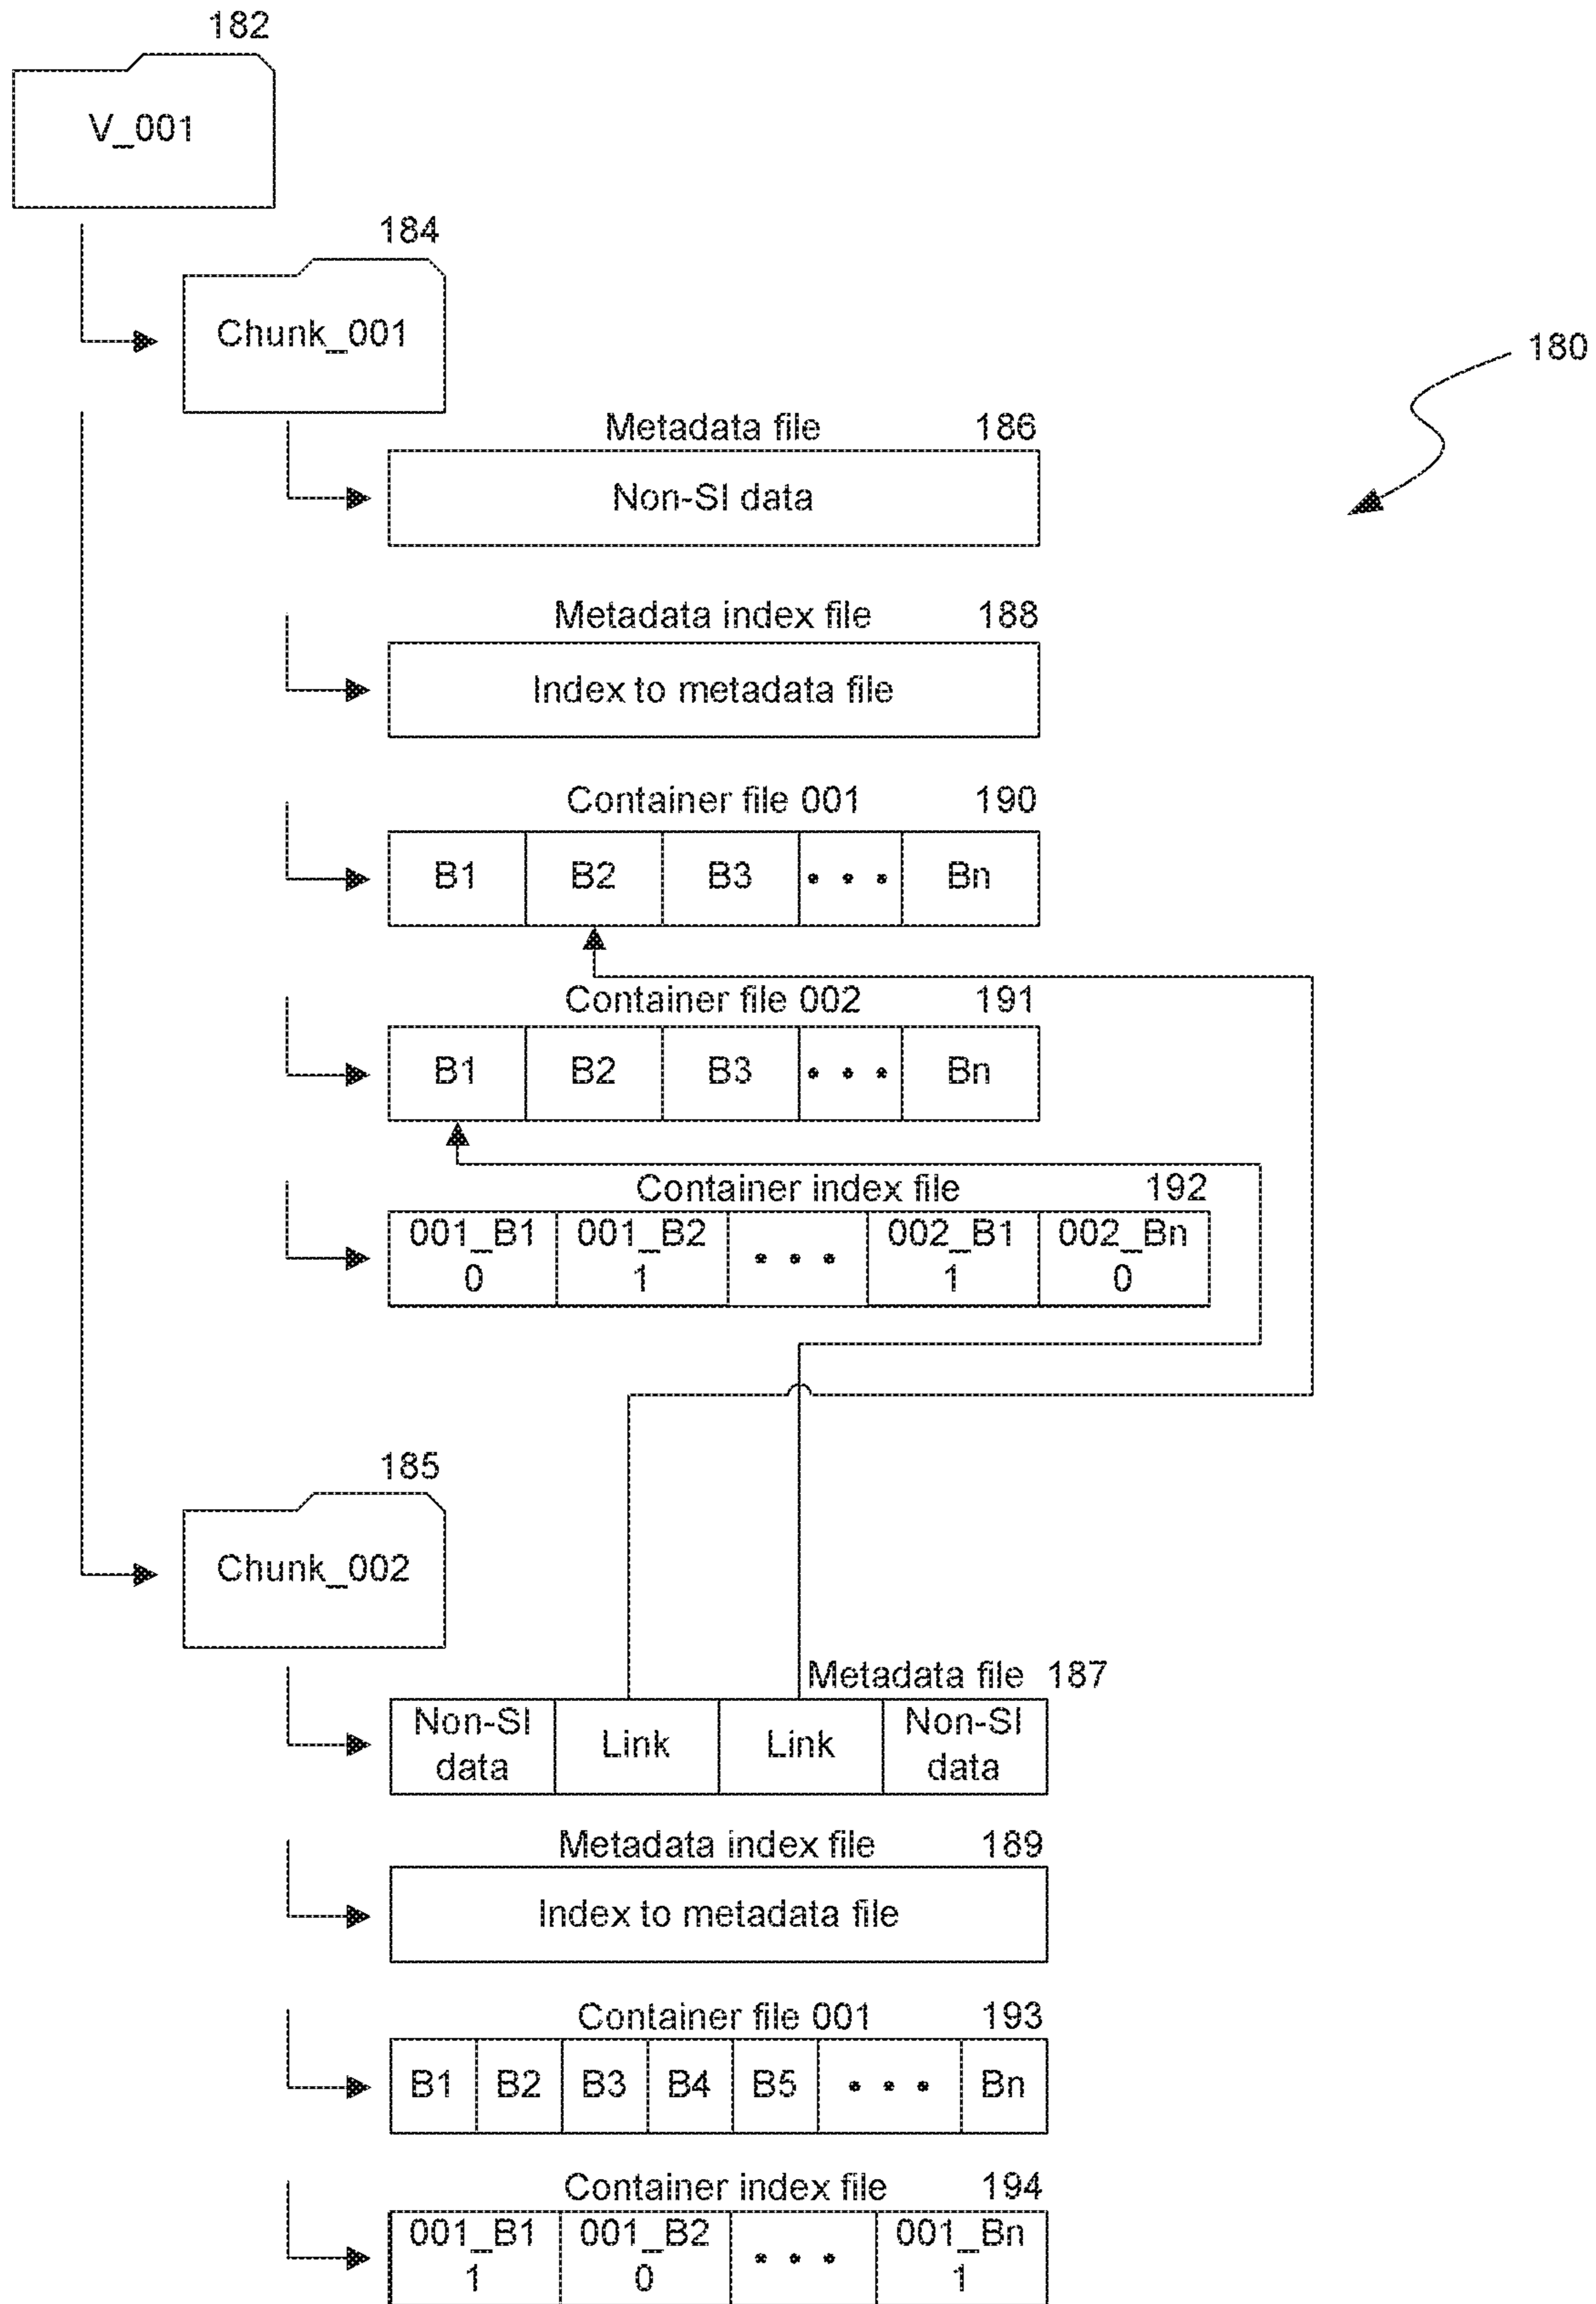 182
V_001
184
Chunk_001
180
Metadata file 186
Non-SI data
Metadata index file 188
Index to metadata file
Container file 001 190
B1 B2 B3 • • • Bn
Container file 002 191
B1 B2 B3 • • • Bn
Container index file 192
001_B1 001_B2 • • • 002_B1 002_Bn
0 1 1 0
185
Chunk_002
Metadata file 187
Non-SI Link Link Non-SI
data data
Metadata index file 189
Index to metadata file
Container file 001 193
B1 B2 B3 B4 B5 • • • Bn
Container index file 194
001_B1 001_B2 • • • 001_Bn
1 0 1